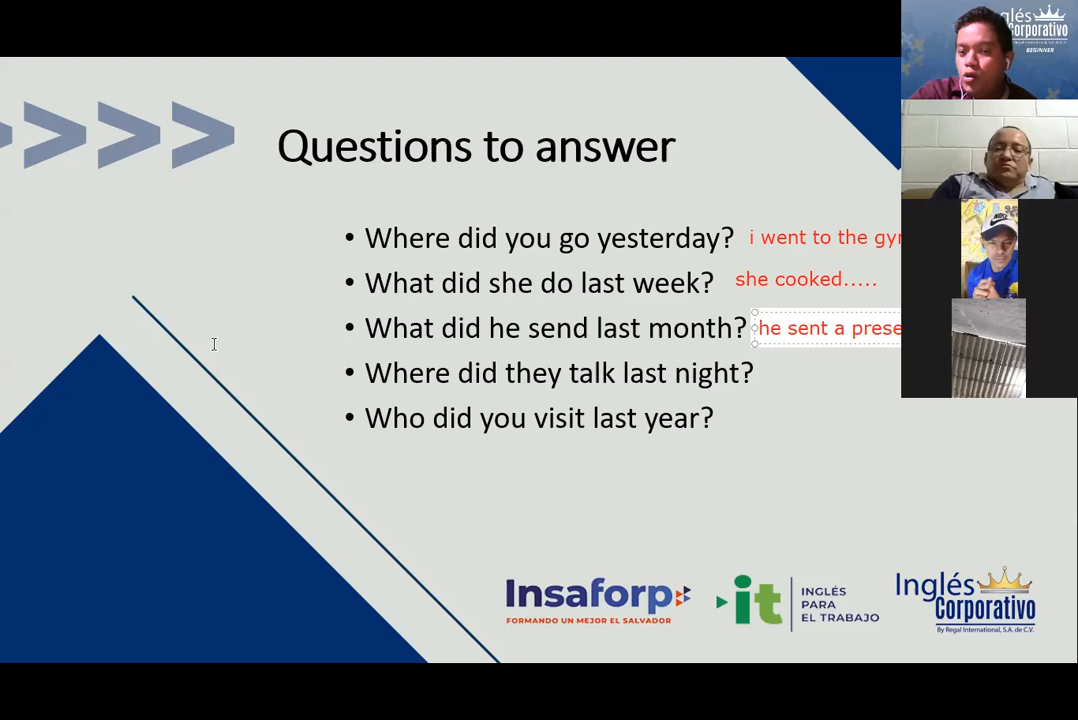 Questions to answer
• Where did you go yesterday? i went to the
• What did she do last week? she cooked.....
• What did he send last month? he sent a
• Where did they talk last night?
• Who did you visit last year?
Insaforp
FORMANDO UN MEJOR EL SALVADOR
it
INGLÉS
PARA
EL TRABAJO
Inglés
Corporativo
By Regal International, S.A. de C.V.
glés
Corporativo
BEGINNER
NIKE